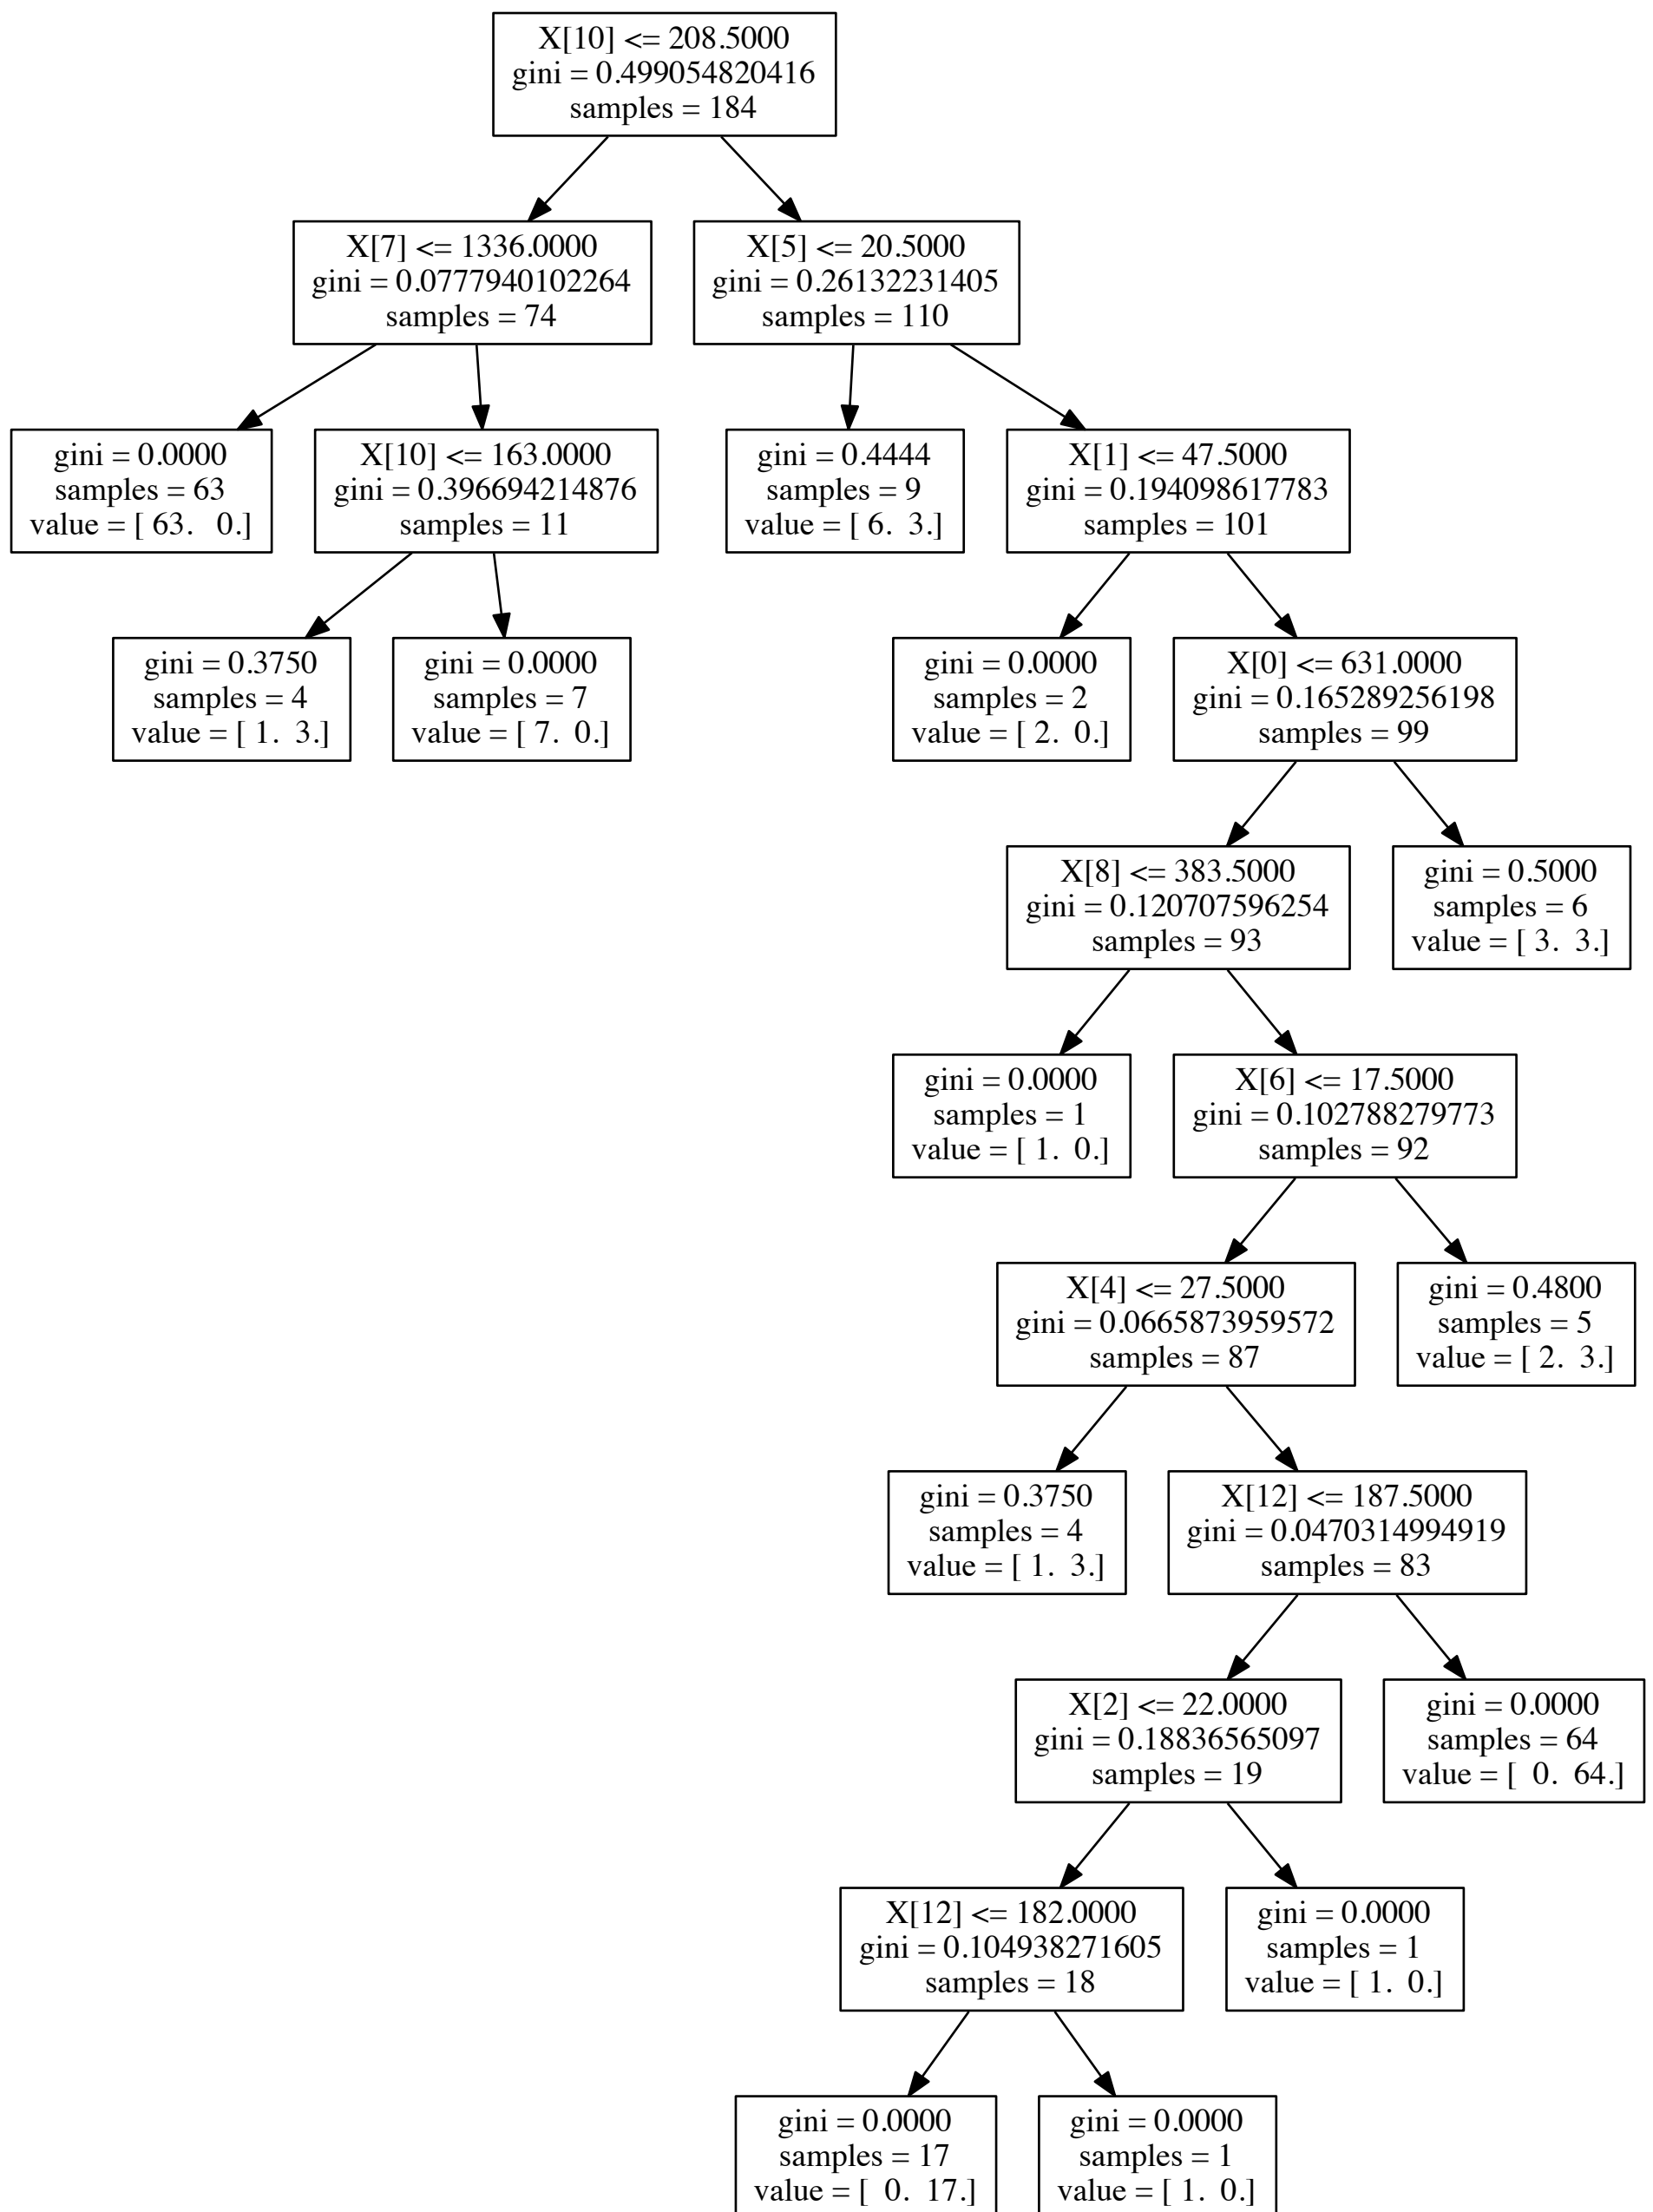 X[10] <= 208.5000
gini = 0.499054820416
samples = 184
X[7] <= 1336.0000
gini = 0.0777940102264
samples = 74
X[5] <= 20.5000
gini = 0.26132231405
samples = 110
gini = 0.0000
samples = 63
value = [ 63.   0.]
X[10] <= 163.0000
gini = 0.396694214876
samples = 11
gini = 0.4444
samples = 9
value = [ 6.  3.]
X[1] <= 47.5000
gini = 0.194098617783
samples = 101
gini = 0.3750
samples = 4
value = [ 1.  3.]
gini = 0.0000
samples = 7
value = [ 7.  0.]
gini = 0.0000
samples = 2
value = [ 2.  0.]
X[0] <= 631.0000
gini = 0.165289256198
samples = 99
X[8] <= 383.5000
gini = 0.120707596254
samples = 93
gini = 0.5000
samples = 6
value = [ 3.  3.]
gini = 0.0000
samples = 1
value = [ 1.  0.]
X[6] <= 17.5000
gini = 0.102788279773
samples = 92
X[4] <= 27.5000
gini = 0.0665873959572
samples = 87
gini = 0.4800
samples = 5
value = [ 2.  3.]
gini = 0.3750
samples = 4
value = [ 1.  3.]
X[12] <= 187.5000
gini = 0.0470314994919
samples = 83
X[2] <= 22.0000
gini = 0.18836565097
samples = 19
gini = 0.0000
samples = 64
value = [  0.  64.]
X[12] <= 182.0000
gini = 0.104938271605
samples = 18
gini = 0.0000
samples = 1
value = [ 1.  0.]
gini = 0.0000
samples = 17
value = [  0.  17.]
gini = 0.0000
samples = 1
value = [ 1.  0.]